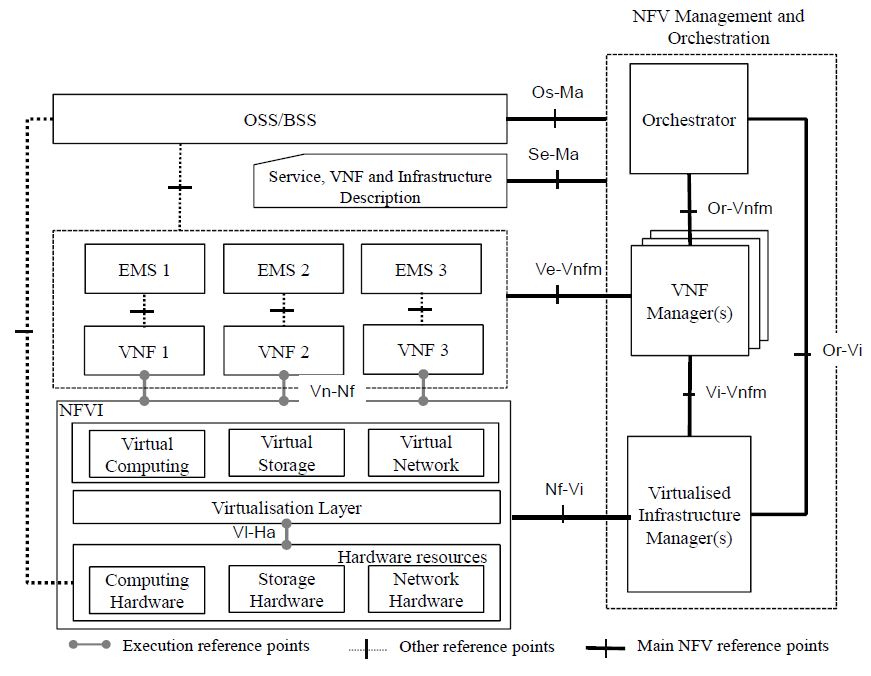 NFV Management and
Orchestration
Os-Ma
OSS/BSS
Orchestrator
Se-Ma
Service, VNF and Infrastructure
Description
Or-Vnfm
EMS 1
EMS 2
EMS 3
Ve-Vnfm
VNF
Manager(s)
VNF 1
VNF 2
VNF 3
Or-Vi
Vn-Nf
Vi-Vnfm
NFVI
Virtual
Computing
Virtual
Storage
Virtual
Network
Nf-Vi
Virtualised
Infrastructure
Manager(s)
Virtualisation Layer
Vl-Ha
Hardware resources
Computing
Hardware
Storage
Hardware
Network
Hardware
Execution reference points
Other reference points
Main NFV reference points